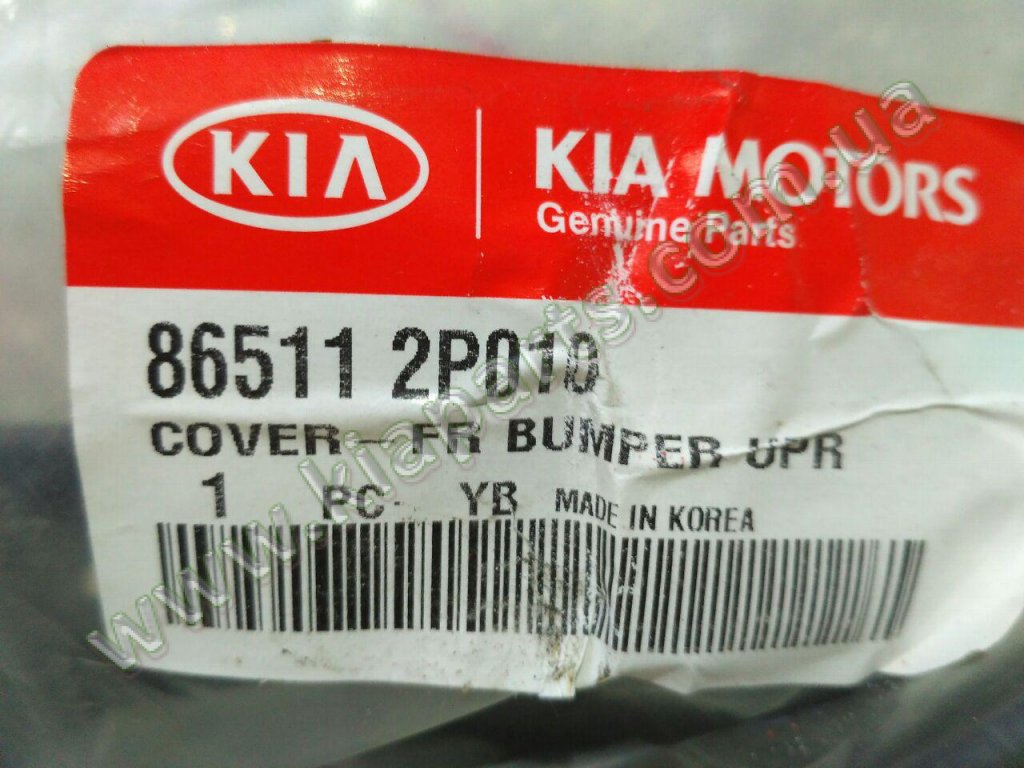 KIA
KIA MOTORS
Genuine Parts
86511 2P010
COVER-FR BUMPER UPR
1 PC YB MADE IN KOREA
www.kiaparts.com.ua